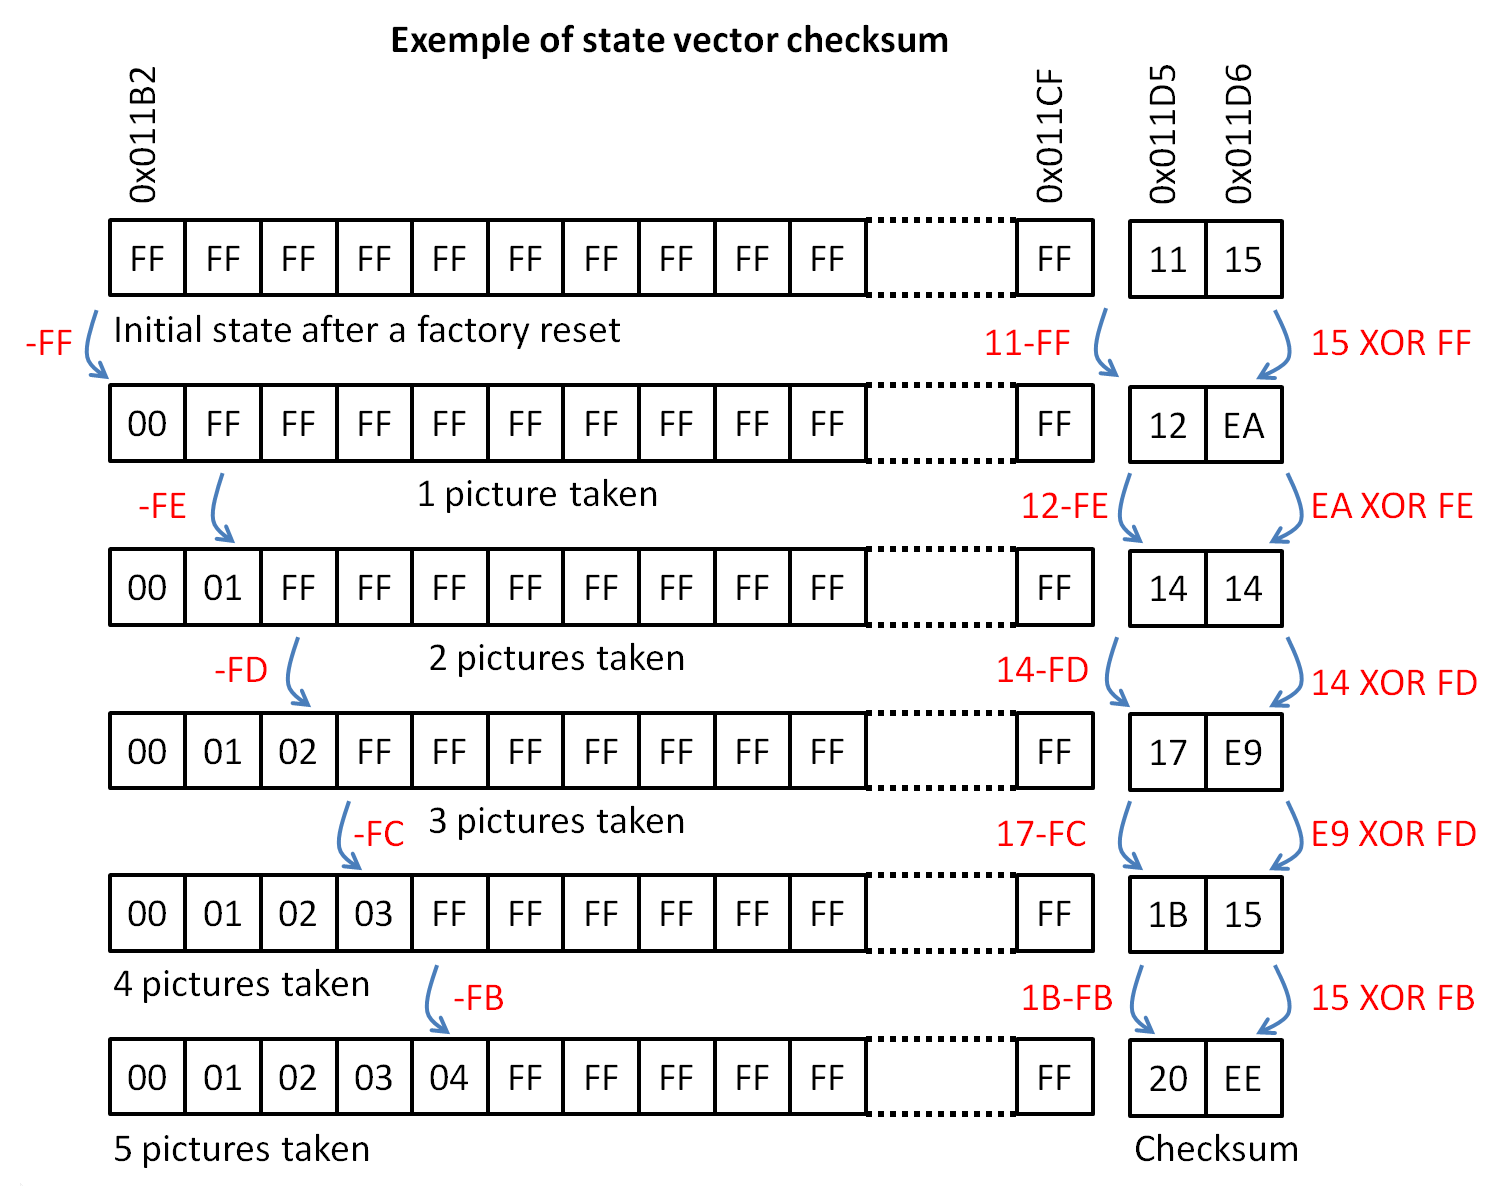 Exemple of state vector checksum
0x011B2 0x011CF 0x011D5 0x011D6
FF FF FF FF FF FF FF FF FF FF FF 11 15
Initial state after a factory reset
-FF 11-FF 15 XOR FF
00 FF FF FF FF FF FF FF FF FF FF 12 EA
1 picture taken
-FE 12-FE EA XOR FE
00 01 FF FF FF FF FF FF FF FF FF 14 14
2 pictures taken
-FD 14-FD 14 XOR FD
00 01 02 FF FF FF FF FF FF FF FF 17 E9
3 pictures taken
-FC 17-FC E9 XOR FD
00 01 02 03 FF FF FF FF FF FF FF 1B 15
4 pictures taken
-FB 1B-FB 15 XOR FB
00 01 02 03 04 FF FF FF FF FF FF 20 EE
5 pictures taken Checksum